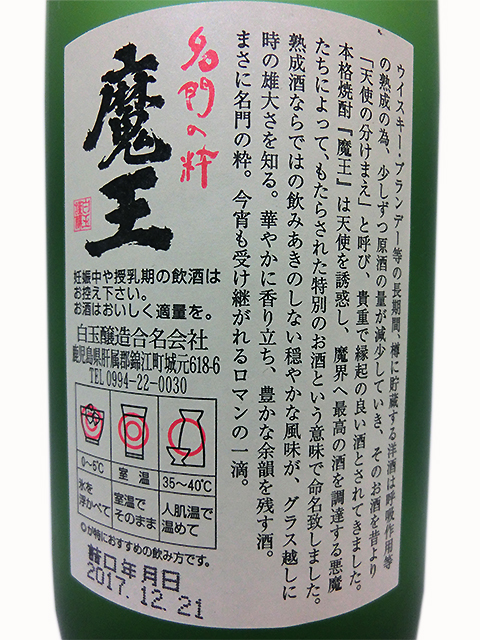 ウイスキー・ブランデー等の長期間、樽に貯蔵する洋酒は呼吸作用等
の熟成の為、少しずつ原酒の量が減少していき、そのお酒を昔より
「天使の分けまえ」と呼び、貴重で縁起の良い酒とされてきました。
本格焼酎『魔王』は天使を誘惑し、魔界へ最高の酒を調達する悪魔
たちによって、もたらされた特別のお酒という意味で命名致しました。
熟成酒ならではの飲みあきのしない穏やかな風味が、グラス越しに
時の雄大さを知る。華やかに香り立ち、豊かな余韻を残す酒。
まさに名門の粋。今宵も受け継がれるロマンの一滴。
名門の粋
魔王
妊娠中や授乳期の飲酒は
お控え下さい。
お酒はおいしく適量を。
白玉醸造合名会社
鹿児島県肝属郡錦江町城元618-6
TEL 0994-22-0030
0〜5℃
氷を
浮かべて
室温
室温で
そのまま
35〜40℃
人肌温で
温めて
○が特におすすめの飲み方です。
詰口年月日
2017.12.21